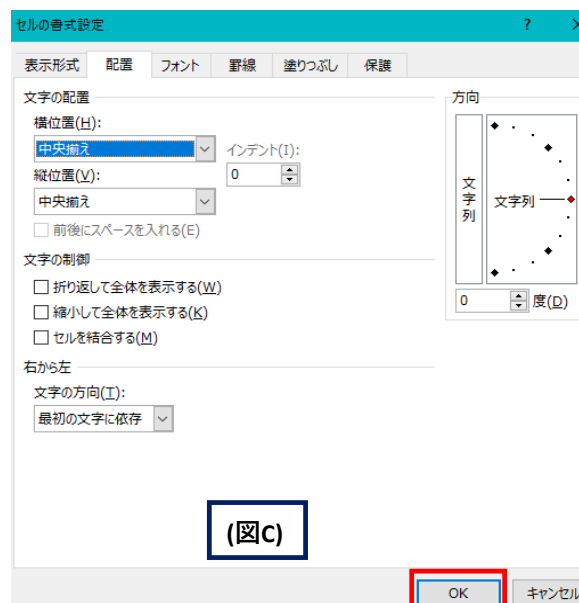 セルの書式設定 ? ×
表示形式 配置 フォント 罫線 塗りつぶし 保護
文字の配置
横位置(H):
中央揃え
インデント(I):
0
縦位置(V):
中央揃え
前後にスペースを入れる(E)
文字の制御
折り返して全体を表示する(W)
縮小して全体を表示する(K)
セルを結合する(M)
右から左
文字の方向(T):
最初の文字に依存
方向
文字列
文字列
0 度(D)
(図C)
OK キャンセル